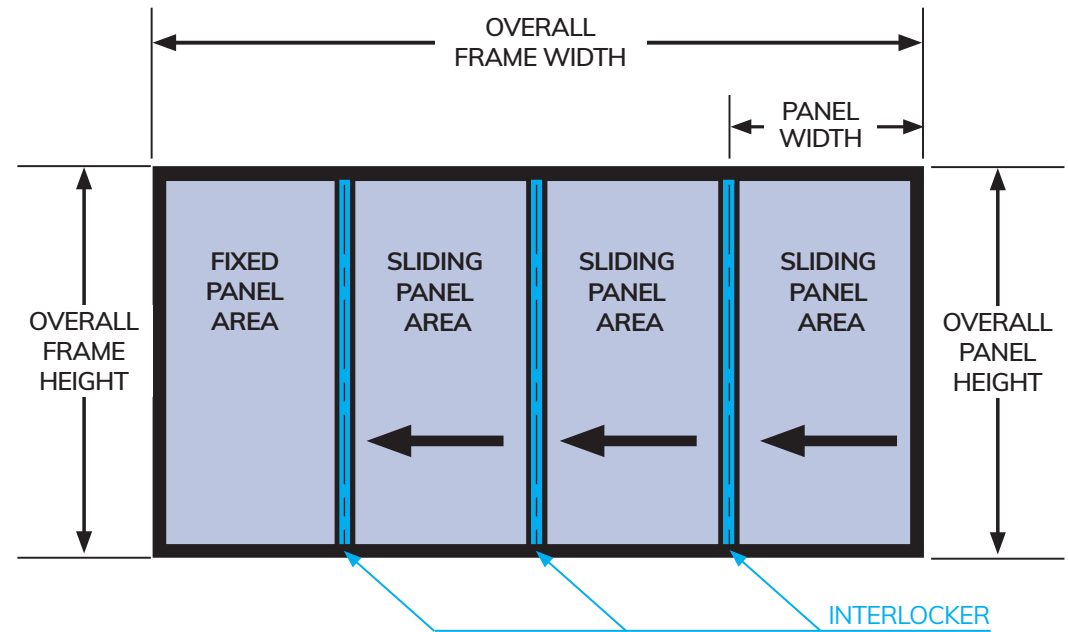 OVERALL
FRAME WIDTH
PANEL
WIDTH
FIXED
PANEL
AREA
SLIDING
PANEL
AREA
SLIDING
PANEL
AREA
SLIDING
PANEL
AREA
OVERALL
FRAME
HEIGHT
OVERALL
PANEL
HEIGHT
INTERLOCKER